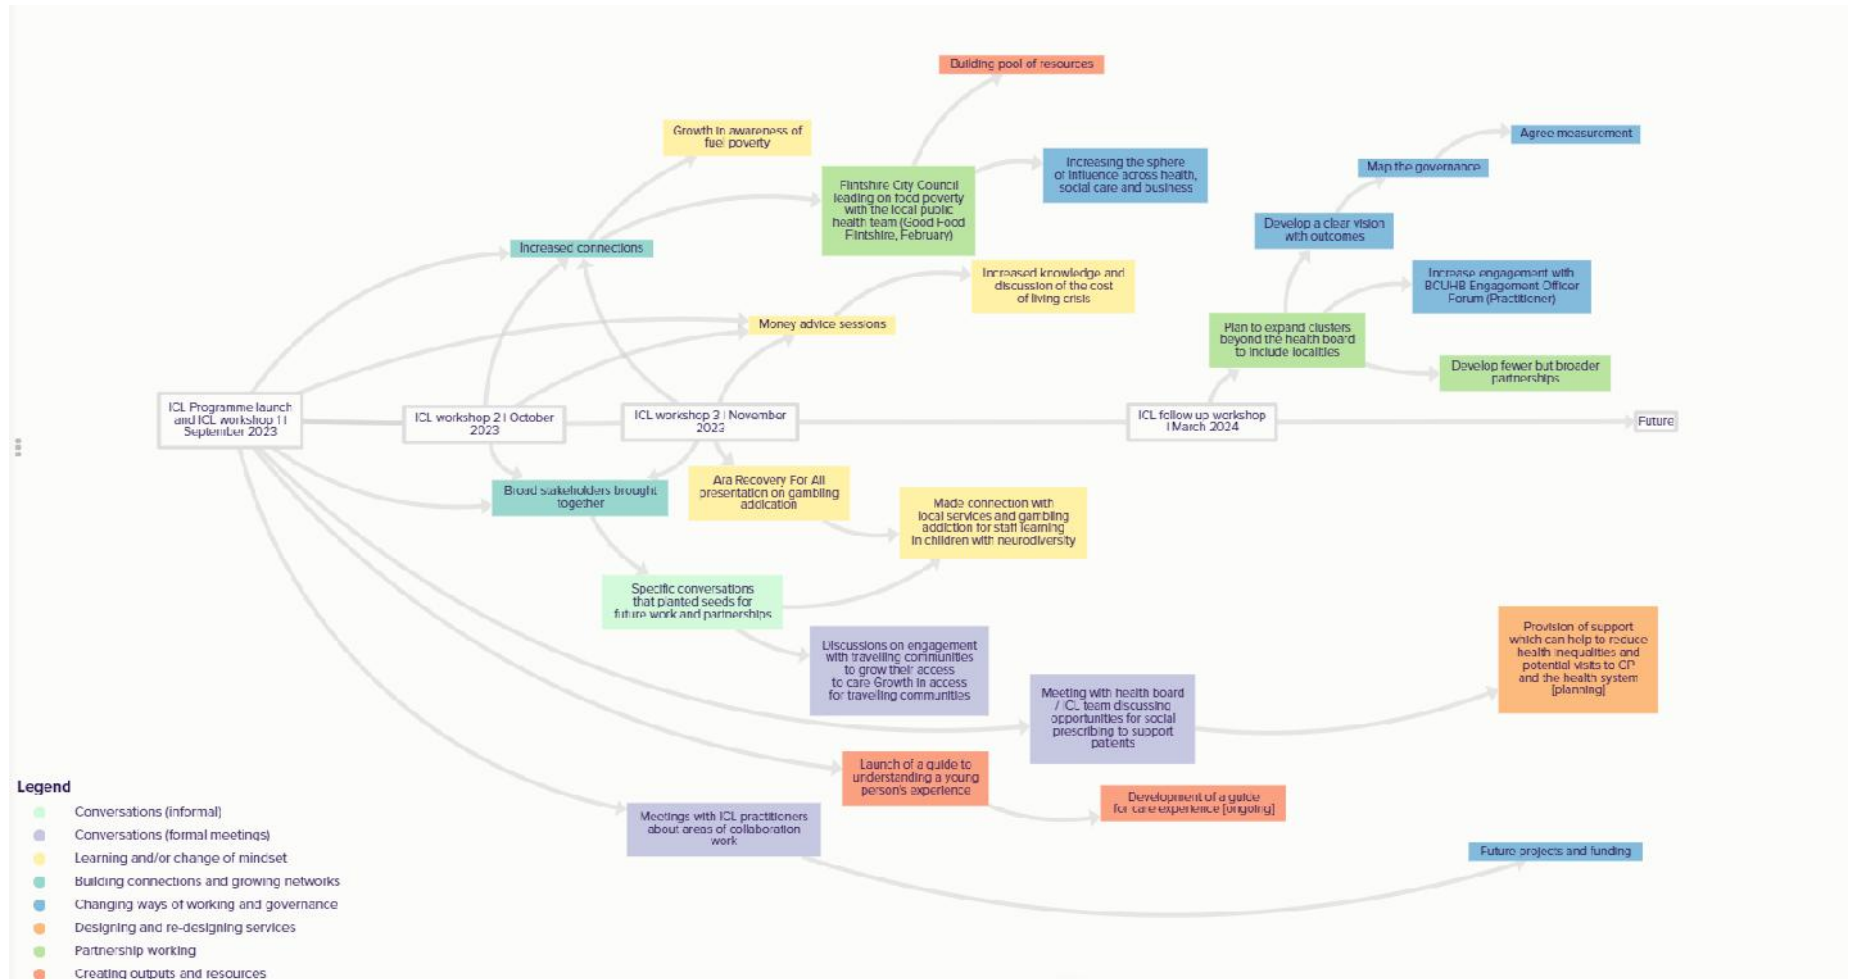 Building pool of resources
Growth in awareness of
fuel poverty
Agree measurement
Increasing the sphere
of influence across health,
social care and business
Map the governance
Flintshire City Council
leading on food poverty
with the local public
health team (Good Food
Flintshire, February)
Develop a clear vision
with outcomes
Increased connections
Increased knowledge and
discussion of the cost
of living crisis
Increase engagement with
BCUHB Engagement Officer
Forum (Practitioner)
Money advice sessions
Plan to expand clusters
beyond the health board
to include localities
Develop fewer but broader
partnerships
ICL Programme launch
and ICL workshop 1 |
September 2023
ICL workshop 2 | October
2023
ICL workshop 3 | November
2023
ICL follow up workshop
| March 2024
Future
Broad stakeholders brought
together
Ara Recovery For All
presentation on gambling
addication
Made connection with
local services and gambling
addiction for staff learning
in children with neurodiversity
Specific conversations
that planted seeds for
future work and partnerships
Discussions on engagement
with travelling communities
to grow their access
to care Growth in access
for travelling communities
Provision of support
which can help to reduce
health inequalities and
potential visits to GP
and the health system
[planning]
Meeting with health board
/ ICL team discussing
opportunities for social
prescribing to support
patients
Launch of a guide to
understanding a young
person's experience
Development of a guide
for care experience [ongoing]
Meetings with ICL practitioners
about areas of collaboration
work
Future projects and funding
Legend
Conversations (informal)
Conversations (formal meetings)
Learning and/or change of mindset
Building connections and growing networks
Changing ways of working and governance
Designing and re-designing services
Partnership working
Creating outputs and resources